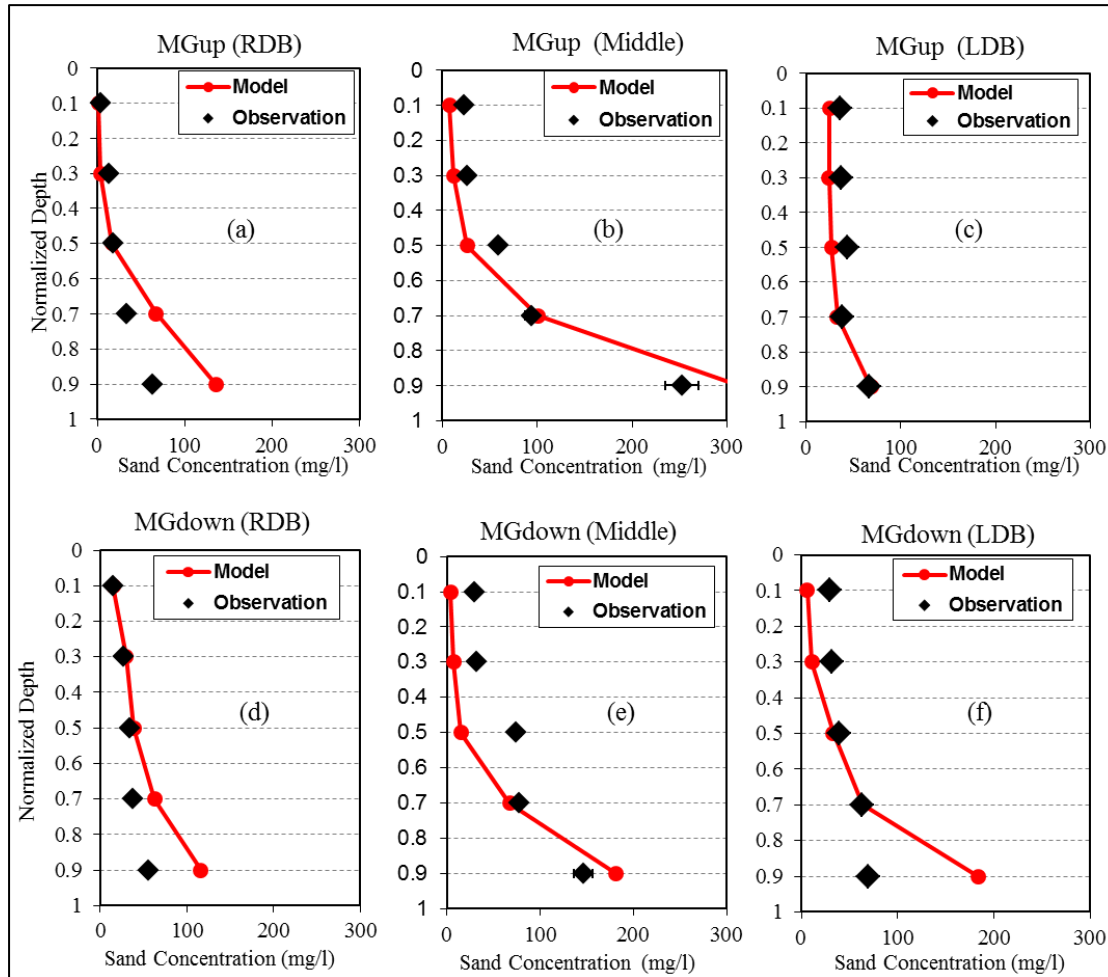 MGup (RDB)
Model
Observation
0
0.1
0.2
0.3
0.4
0.5
0.6
0.7
0.8
0.9
1
Normalized Depth
(a)
0 100 200 300
Sand Concentration (mg/l)
MGup (Middle)
Model
Observation
0
0.1
0.2
0.3
0.4
0.5
0.6
0.7
0.8
0.9
1
(b)
0 100 200 300
Sand Concentration (mg/l)
MGup (LDB)
Model
Observation
0
0.1
0.2
0.3
0.4
0.5
0.6
0.7
0.8
0.9
1
(c)
0 100 200 300
Sand Concentration (mg/l)
MGdown (RDB)
Model
Observation
0
0.1
0.2
0.3
0.4
0.5
0.6
0.7
0.8
0.9
1
Normalized Depth
(d)
0 100 200 300
Sand Concentration (mg/l)
MGdown (Middle)
Model
Observation
0
0.1
0.2
0.3
0.4
0.5
0.6
0.7
0.8
0.9
1
(e)
0 100 200 300
Sand Concentration (mg/l)
MGdown (LDB)
Model
Observation
0
0.1
0.2
0.3
0.4
0.5
0.6
0.7
0.8
0.9
1
(f)
0 100 200 300
Sand Concentration (mg/l)